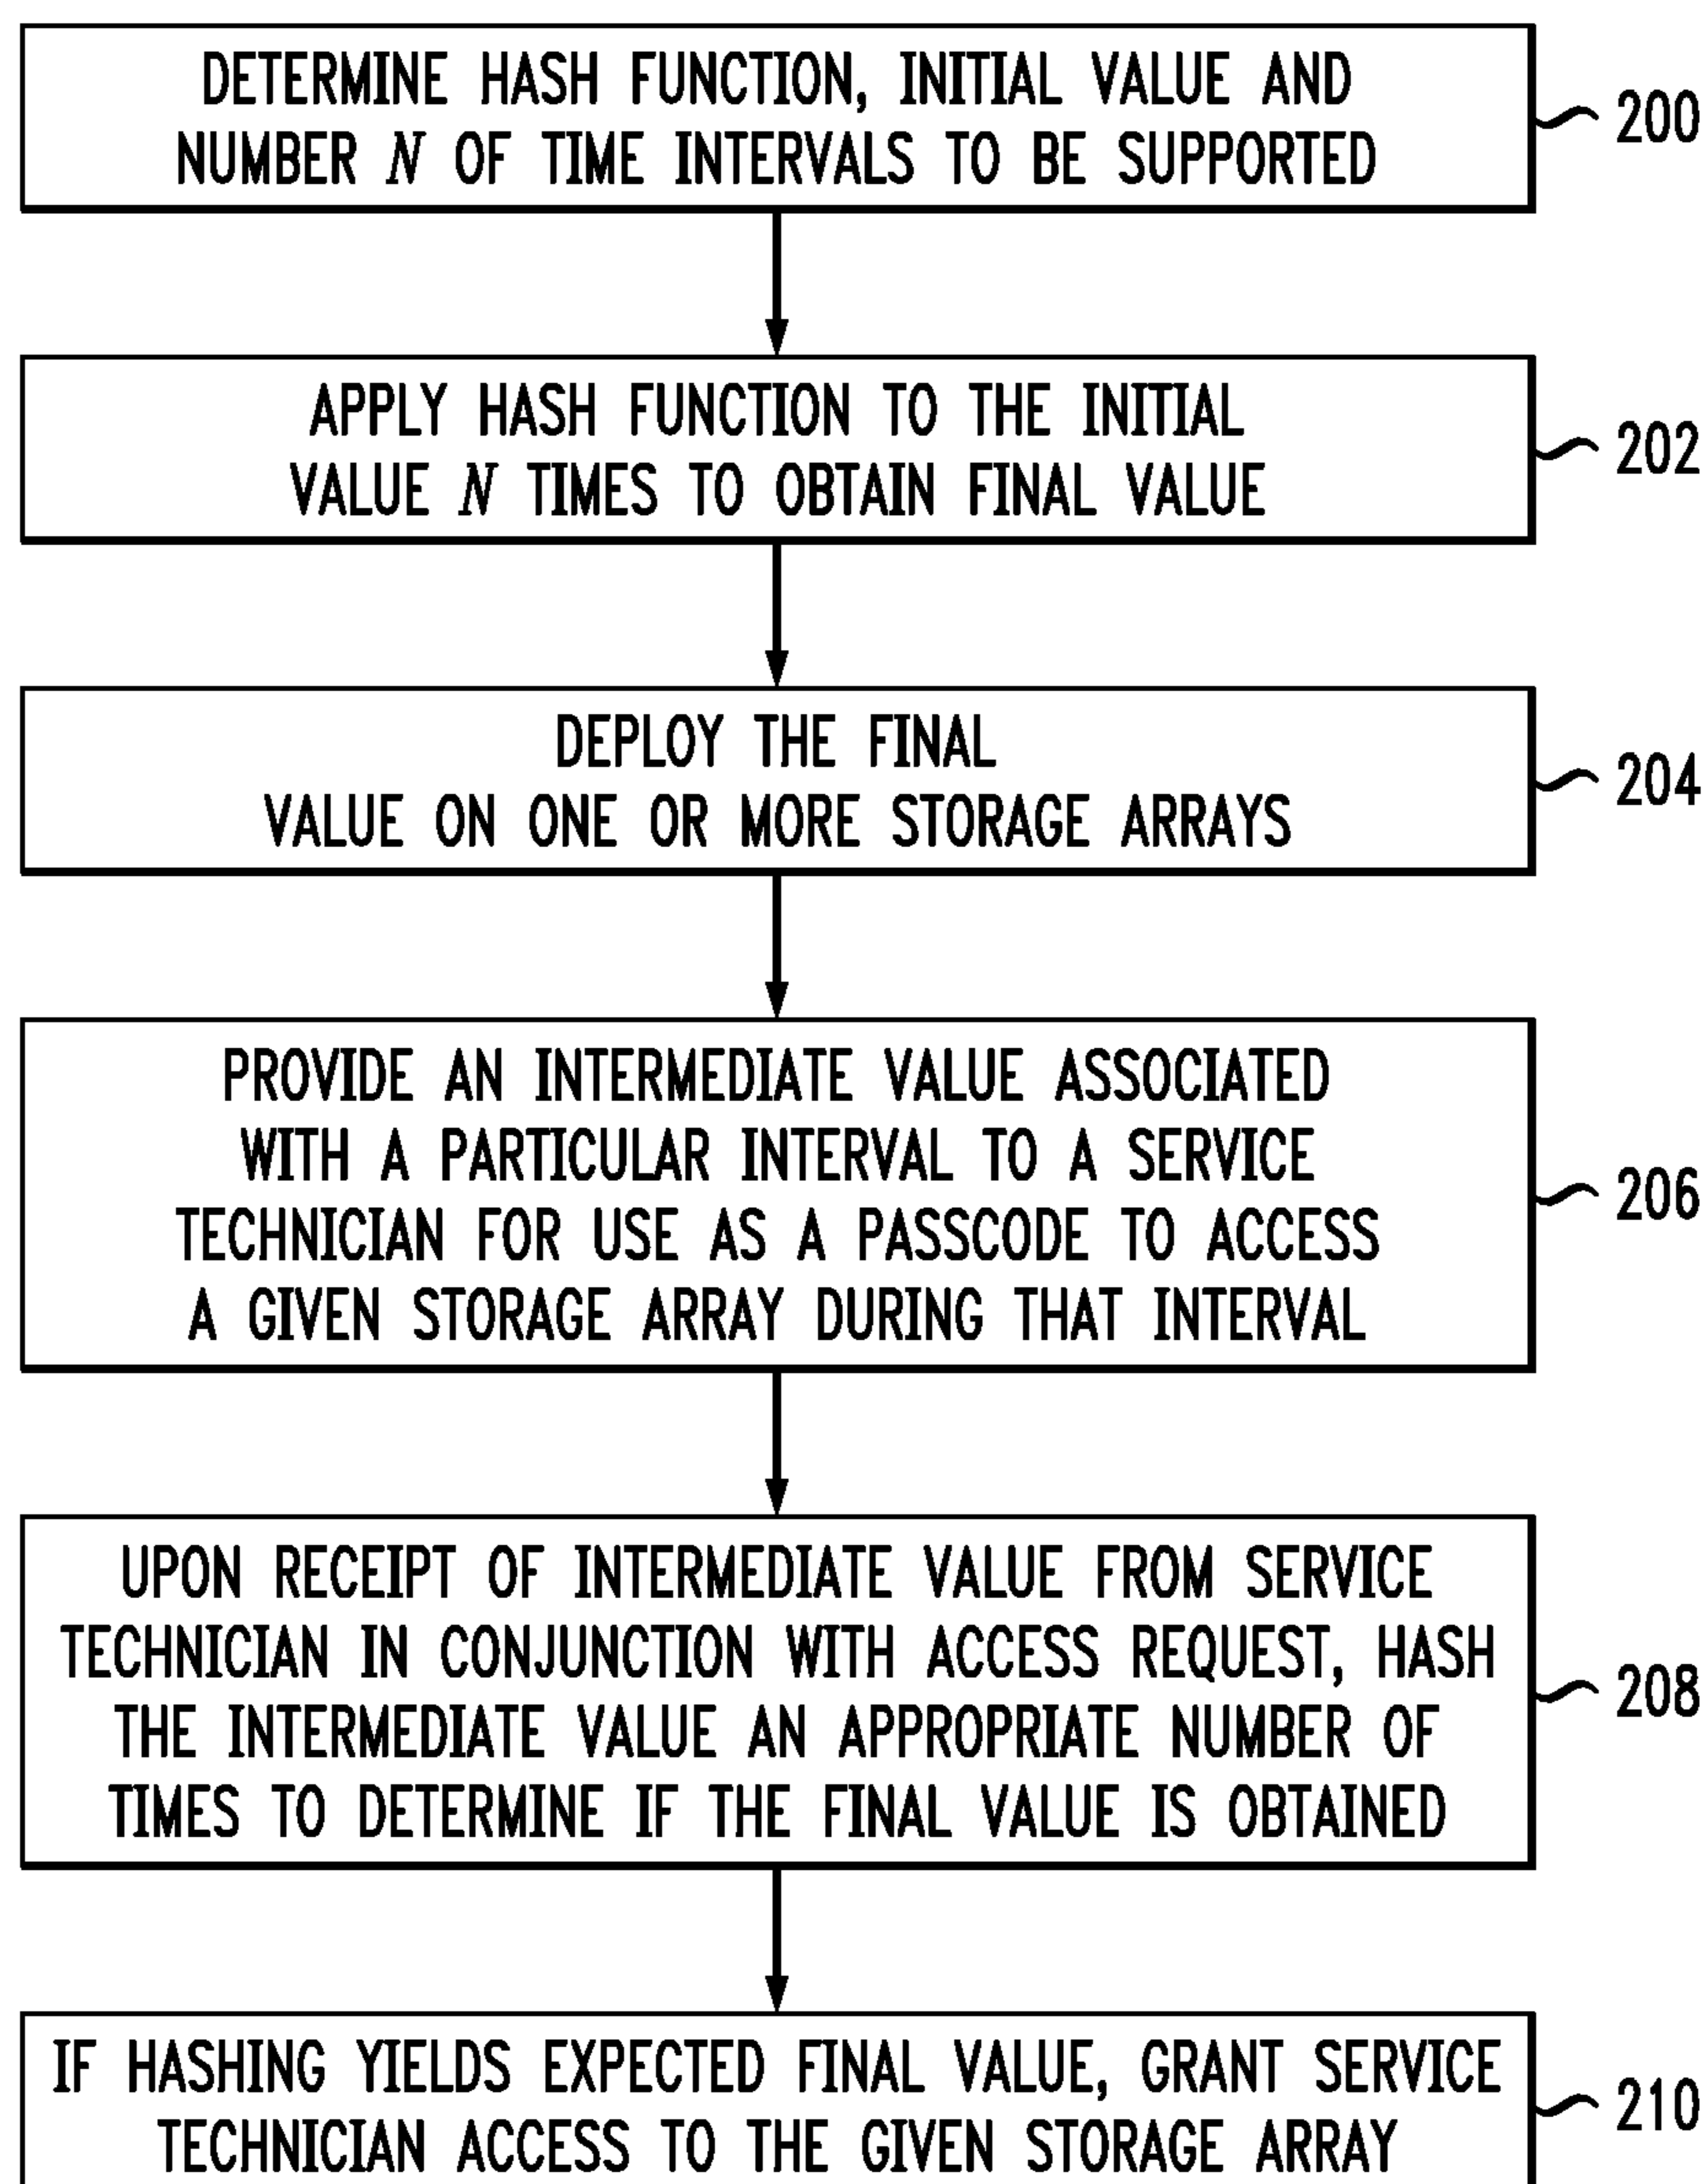 DETERMINE HASH FUNCTION, INITIAL VALUE AND
NUMBER N OF TIME INTERVALS TO BE SUPPORTED
200
APPLY HASH FUNCTION TO THE INITIAL
VALUE N TIMES TO OBTAIN FINAL VALUE
202
DEPLOY THE FINAL
VALUE ON ONE OR MORE STORAGE ARRAYS
204
PROVIDE AN INTERMEDIATE VALUE ASSOCIATED
WITH A PARTICULAR INTERVAL TO A SERVICE
TECHNICIAN FOR USE AS A PASSCODE TO ACCESS
A GIVEN STORAGE ARRAY DURING THAT INTERVAL
206
UPON RECEIPT OF INTERMEDIATE VALUE FROM SERVICE
TECHNICIAN IN CONJUNCTION WITH ACCESS REQUEST, HASH
THE INTERMEDIATE VALUE AN APPROPRIATE NUMBER OF
TIMES TO DETERMINE IF THE FINAL VALUE IS OBTAINED
208
IF HASHING YIELDS EXPECTED FINAL VALUE, GRANT SERVICE
TECHNICIAN ACCESS TO THE GIVEN STORAGE ARRAY
210